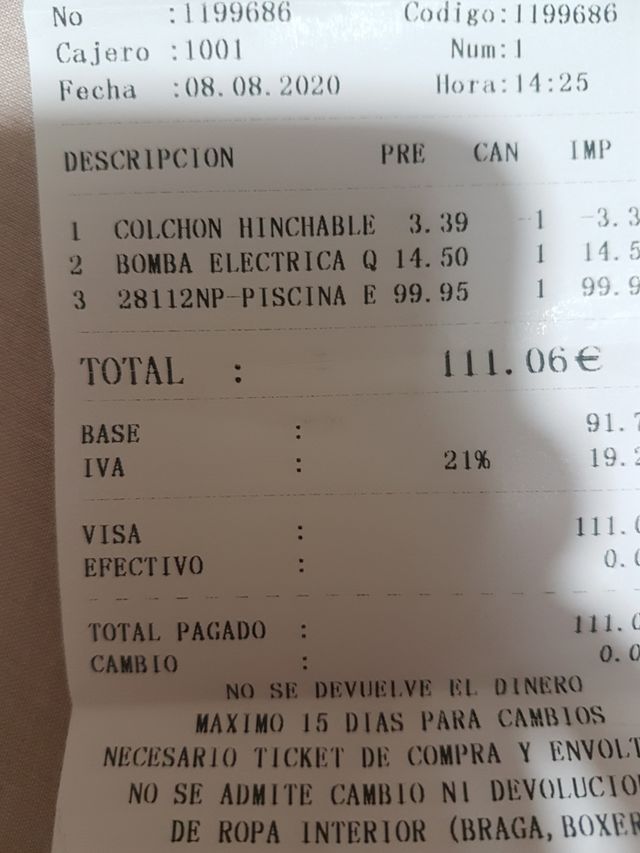 No :1199686 Codigo:1199686
Cajero :1001 Num:1
Fecha :08.08.2020 Hora:14:25
DESCRIPCION PRE CAN IMP
1 COLCHON HINCHABLE 3.39 -1 -3.3
2 BOMBA ELECTRICA Q 14.50 1 14.5
3 28112NP-PISCINA E 99.95 1 99.9
TOTAL : 111.06€
BASE : 91.7
IVA : 21% 19.2
VISA : 111.0
EFECTIVO : 0.0
TOTAL PAGADO : 111.0
CAMBIO : 0.0
NO SE DEVUELVE EL DINERO
MAXIMO 15 DIAS PARA CAMBIOS
NECESARIO TICKET DE COMPRA Y ENVOLT
NO SE ADMITE CAMBIO NI DEVOLUCIO
DE ROPA INTERIOR (BRAGA,BOXER